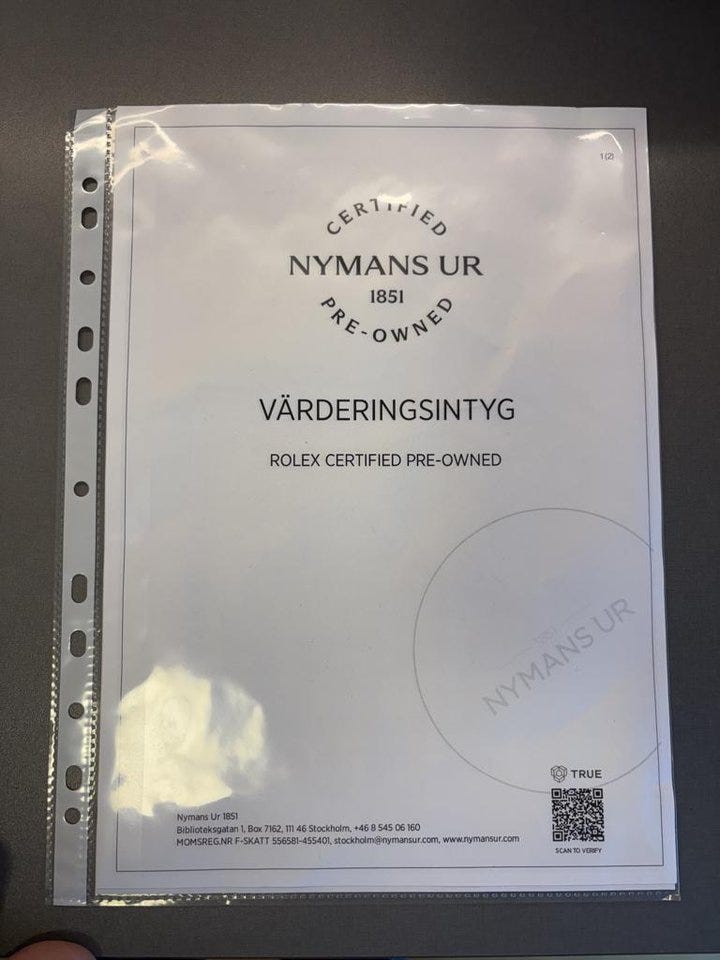 1 (2)
CERTIFIED
NYMANS UR
1851
PRE-OWNED
VÄRDERINGSINTYG
ROLEX CERTIFIED PRE-OWNED
1851
NYMANS UR
TRUE
Nymans Ur 1851
Biblioteksgatan 1, Box 7162, 111 46 Stockholm, +46 8 545 06 160
MOMSREG.NR F-SKATT 556581-455401, stockholm@nymansur.com, www.nymansur.com
SCAN TO VERIFY